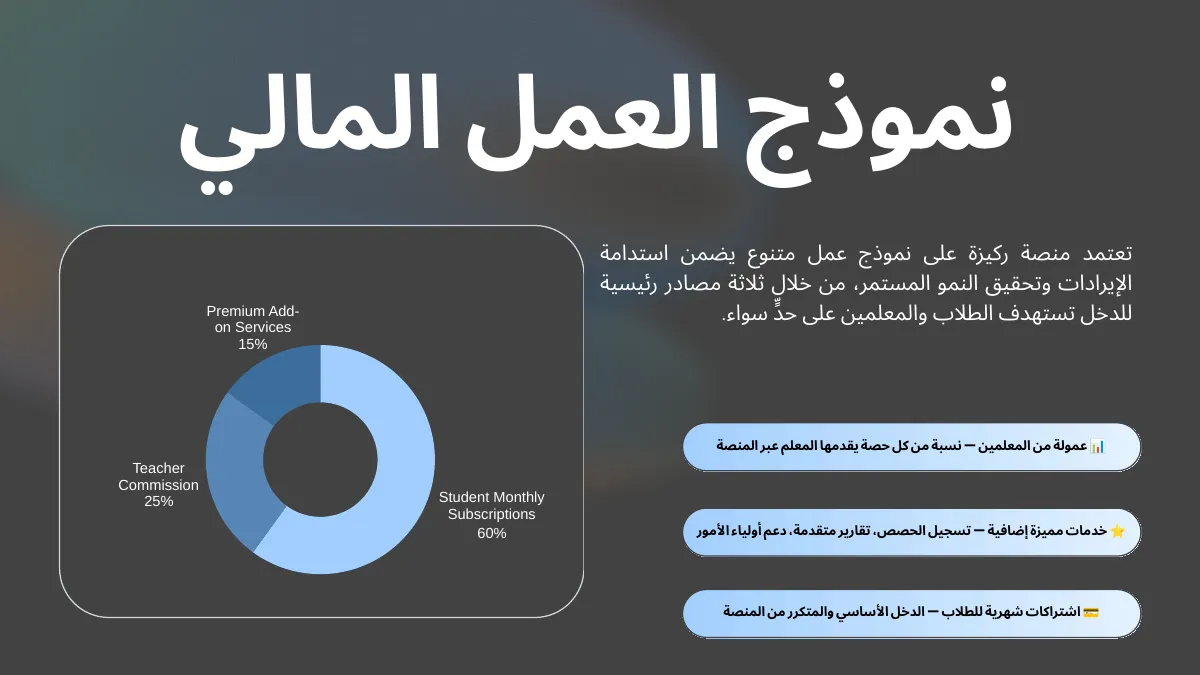 نموذج العمل المالي
تعتمد منصة ركيزة على نموذج عمل متنوع يضمن استدامة
الإيرادات وتحقيق النمو المستمر، من خلال ثلاثة مصادر رئيسية
للدخل تستهدف الطلاب والمعلمين على حدٍّ سواء.
Premium Add-
on Services
15%
Teacher
Commission
25%
Student Monthly
Subscriptions
60%
📊 عمولة من المعلمين — نسبة من كل حصة يقدمها المعلم عبر المنصة
⭐ خدمات مميزة إضافية — تسجيل الحصص، تقارير متقدمة، دعم أولياء الأمور
💳 اشتراكات شهرية للطلاب — الدخل الأساسي والمتكرر من المنصة